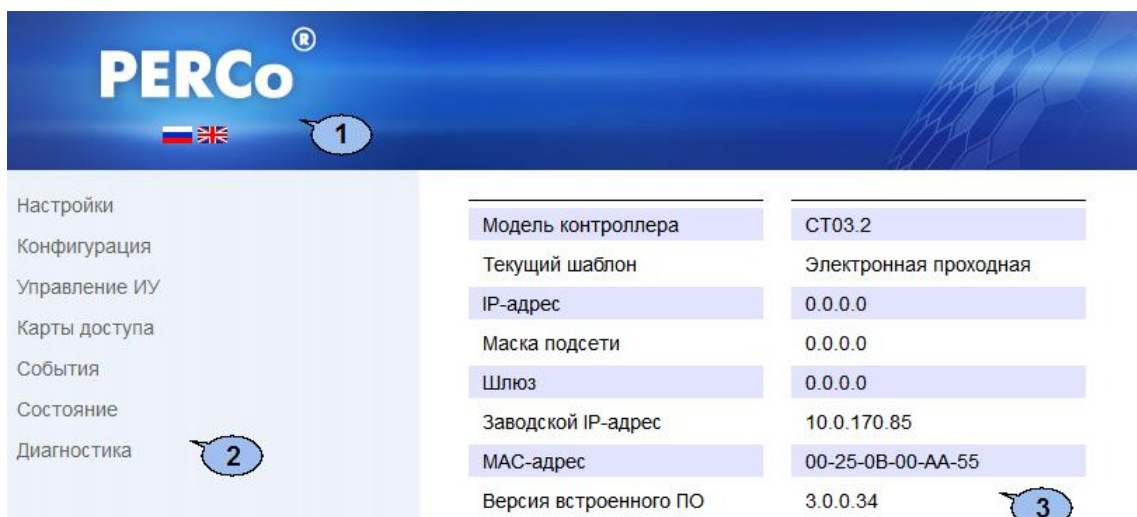 PERCo®
1
Настройки
Конфигурация
Управление ИУ
Карты доступа
События
Состояние
Диагностика
2
Модель контроллера CT03.2
Текущий шаблон Электронная проходная
IP-адрес 0.0.0.0
Маска подсети 0.0.0.0
Шлюз 0.0.0.0
Заводской IP-адрес 10.0.170.85
MAC-адрес 00-25-0B-00-AA-55
Версия встроенного ПО 3.0.0.34
3